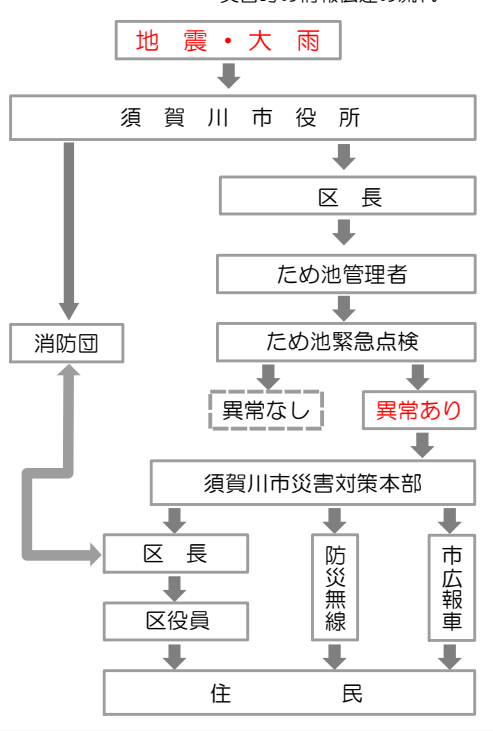 地　震・大　雨
須　賀　川　市　役　所
区　長
ため池管理者
消防団
ため池緊急点検
異常なし
異常あり
須賀川市災害対策本部
区　長
防災無線
市広報車
区役員
住　民